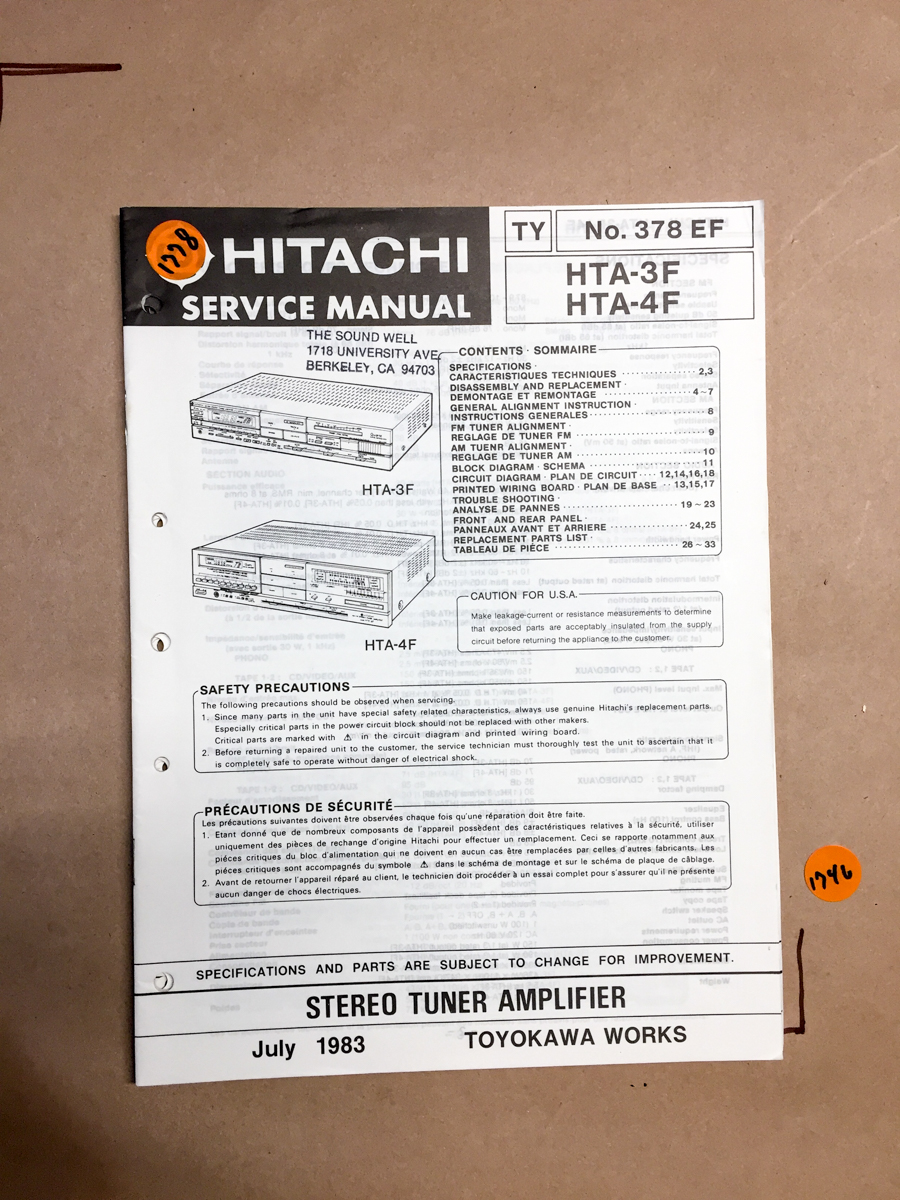 1778
HITACHI
SERVICE MANUAL
TY
No. 378 EF
HTA-3F
HTA-4F
THE SOUND WELL
1718 UNIVERSITY AVE
BERKELEY, CA 94703
HTA-3F
HTA-4F
CONTENTS · SOMMAIRE
SPECIFICATIONS ·
CARACTERISTIQUES TECHNIQUES ·············· 2,3
DISASSEMBLY AND REPLACEMENT ·
DEMONTAGE ET REMONTAGE ·············· 4~7
GENERAL ALIGNMENT INSTRUCTION ·
INSTRUCTIONS GENERALES ·············· 8
FM TUNER ALIGNMENT ·
REGLAGE DE TUNER FM ·············· 9
AM TUENR ALIGNMENT ·
REGLAGE DE TUNER AM ·············· 10
BLOCK DIAGRAM · SCHEMA ·············· 11
CIRCUIT DIAGRAM · PLAN DE CIRCUIT ···· 12,14,16,18
PRINTED WIRING BOARD · PLAN DE BASE ·· 13,15,17
TROUBLE SHOOTING ·
ANALYSE DE PANNES ·············· 19~23
FRONT AND REAR PANEL ·
PANNEAUX AVANT ET ARRIERE ·············· 24,25
REPLACEMENT PARTS LIST ·
TABLEAU DE PIÉCE ·············· 26~33
CAUTION FOR U.S.A.
Make leakage-current or resistance measurements to determine
that exposed parts are acceptably insulated from the supply
circuit before returning the appliance to the customer.
SAFETY PRECAUTIONS
The following precautions should be observed when servicing.
1. Since many parts in the unit have special safety related characteristics, always use genuine Hitachi's replacement parts.
Especially critical parts in the power circuit block should not be replaced with other makers.
Critical parts are marked with ⚠ in the circuit diagram and printed wiring board.
2. Before returning a repaired unit to the customer, the service technician must thoroughly test the unit to ascertain that it
is completely safe to operate without danger of electrical shock.
PRÉCAUTIONS DE SÉCURITÉ
Les précautions suivantes doivent être observées chaque fois qu'une réparation doit être faite.
1. Etant donné que de nombreux composants de l'appareil possèdent des caractéristiques relatives à la sécurité, utiliser
uniquement des pièces de rechange d'origine Hitachi pour effectuer un remplacement. Ceci se rapporte notamment aux
piéces critiques du bloc d'alimentation qui ne doivent en aucun cas être remplacées par celles d'autres fabricants. Les
piéces critiques sont accompagnés du symbole ⚠ dans le schéma de montage et sur le schéma de plaque de câblage.
2. Avant de retourner l'appareil réparé au client, le technicien doit procéder à un essai complet pour s'assurer qu'il ne présente
aucun danger de chocs électriques.
1746
SPECIFICATIONS AND PARTS ARE SUBJECT TO CHANGE FOR IMPROVEMENT.
STEREO TUNER AMPLIFIER
July 1983
TOYOKAWA WORKS